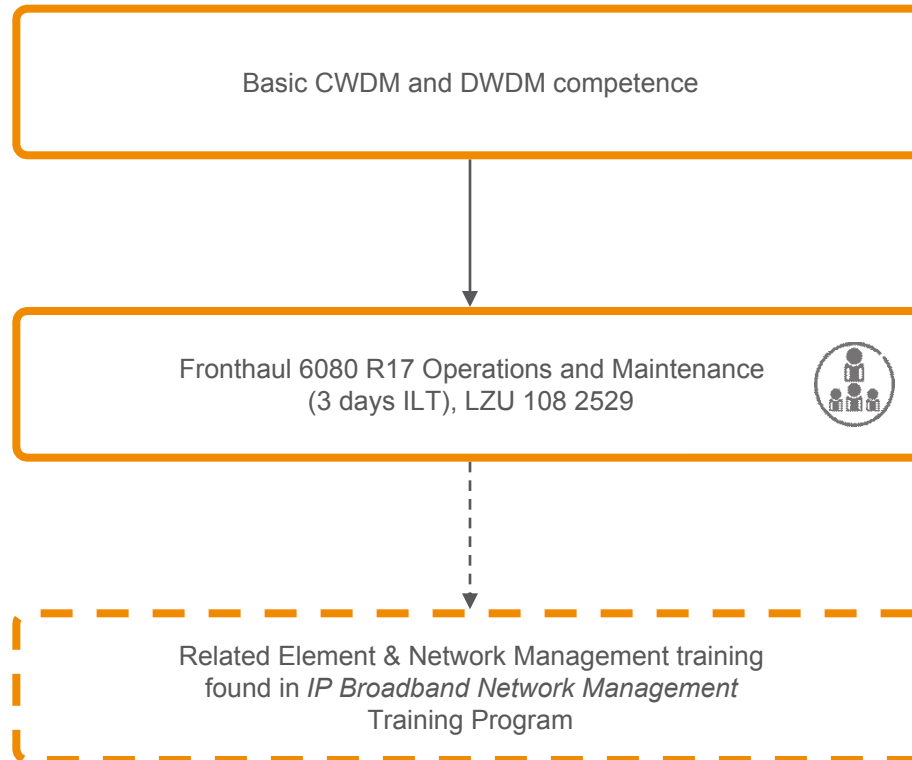 Basic CWDM and DWDM competence
Fronthaul 6080 R17 Operations and Maintenance
(3 days ILT), LZU 108 2529
Related Element & Network Management training
found in IP Broadband Network Management
Training Program